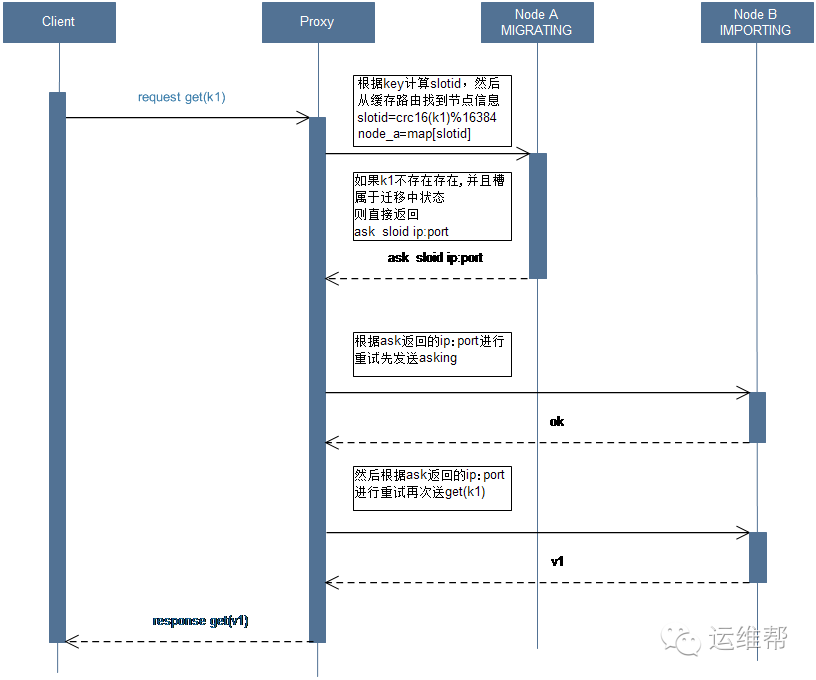 Client
Proxy
Node A
MIGRATING
Node B
IMPORTING
request get(k1)
根据key计算slotid，然后
从缓存路由找到节点信息
slotid=crc16(k1)%16384
node_a=map[slotid]
如果k1不存在存在,并且槽
属于迁移中状态
则直接返回
ask sloid ip:port
ask sloid ip:port
根据ask返回的ip:port进行
重试先发送asking
ok
然后根据ask返回的ip:port
进行重试再次送get(k1)
v1
response get(v1)
运维帮